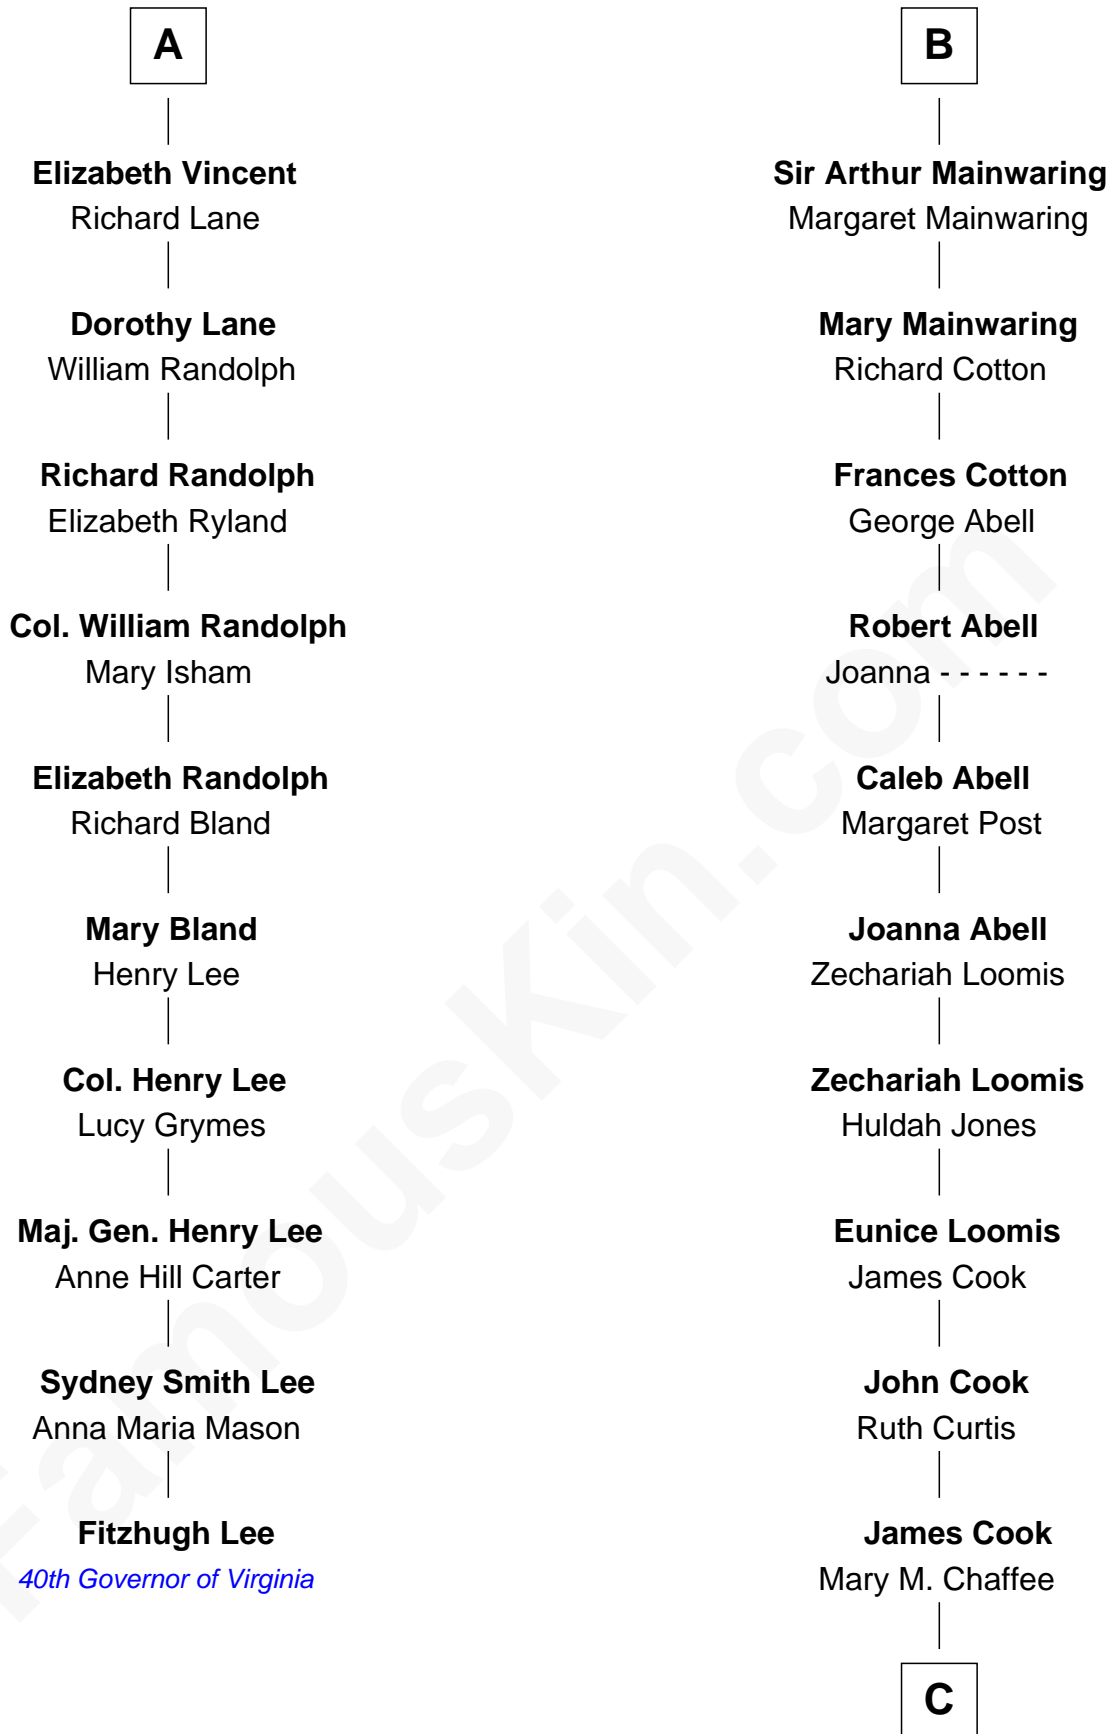 A
Elizabeth Vincent
Richard Lane
Dorothy Lane
William Randolph
Richard Randolph
Elizabeth Ryland
Col. William Randolph
Mary Isham
Elizabeth Randolph
Richard Bland
Mary Bland
Henry Lee
Col. Henry Lee
Lucy Grymes
Maj. Gen. Henry Lee
Anne Hill Carter
Sydney Smith Lee
Anna Maria Mason
Fitzhugh Lee
40th Governor of Virginia
B
Sir Arthur Mainwaring
Margaret Mainwaring
Mary Mainwaring
Richard Cotton
Frances Cotton
George Abell
Robert Abell
Joanna - - - - - -
Caleb Abell
Margaret Post
Joanna Abell
Zechariah Loomis
Zechariah Loomis
Huldah Jones
Eunice Loomis
James Cook
John Cook
Ruth Curtis
James Cook
Mary M. Chaffee
C
FamousKin.com